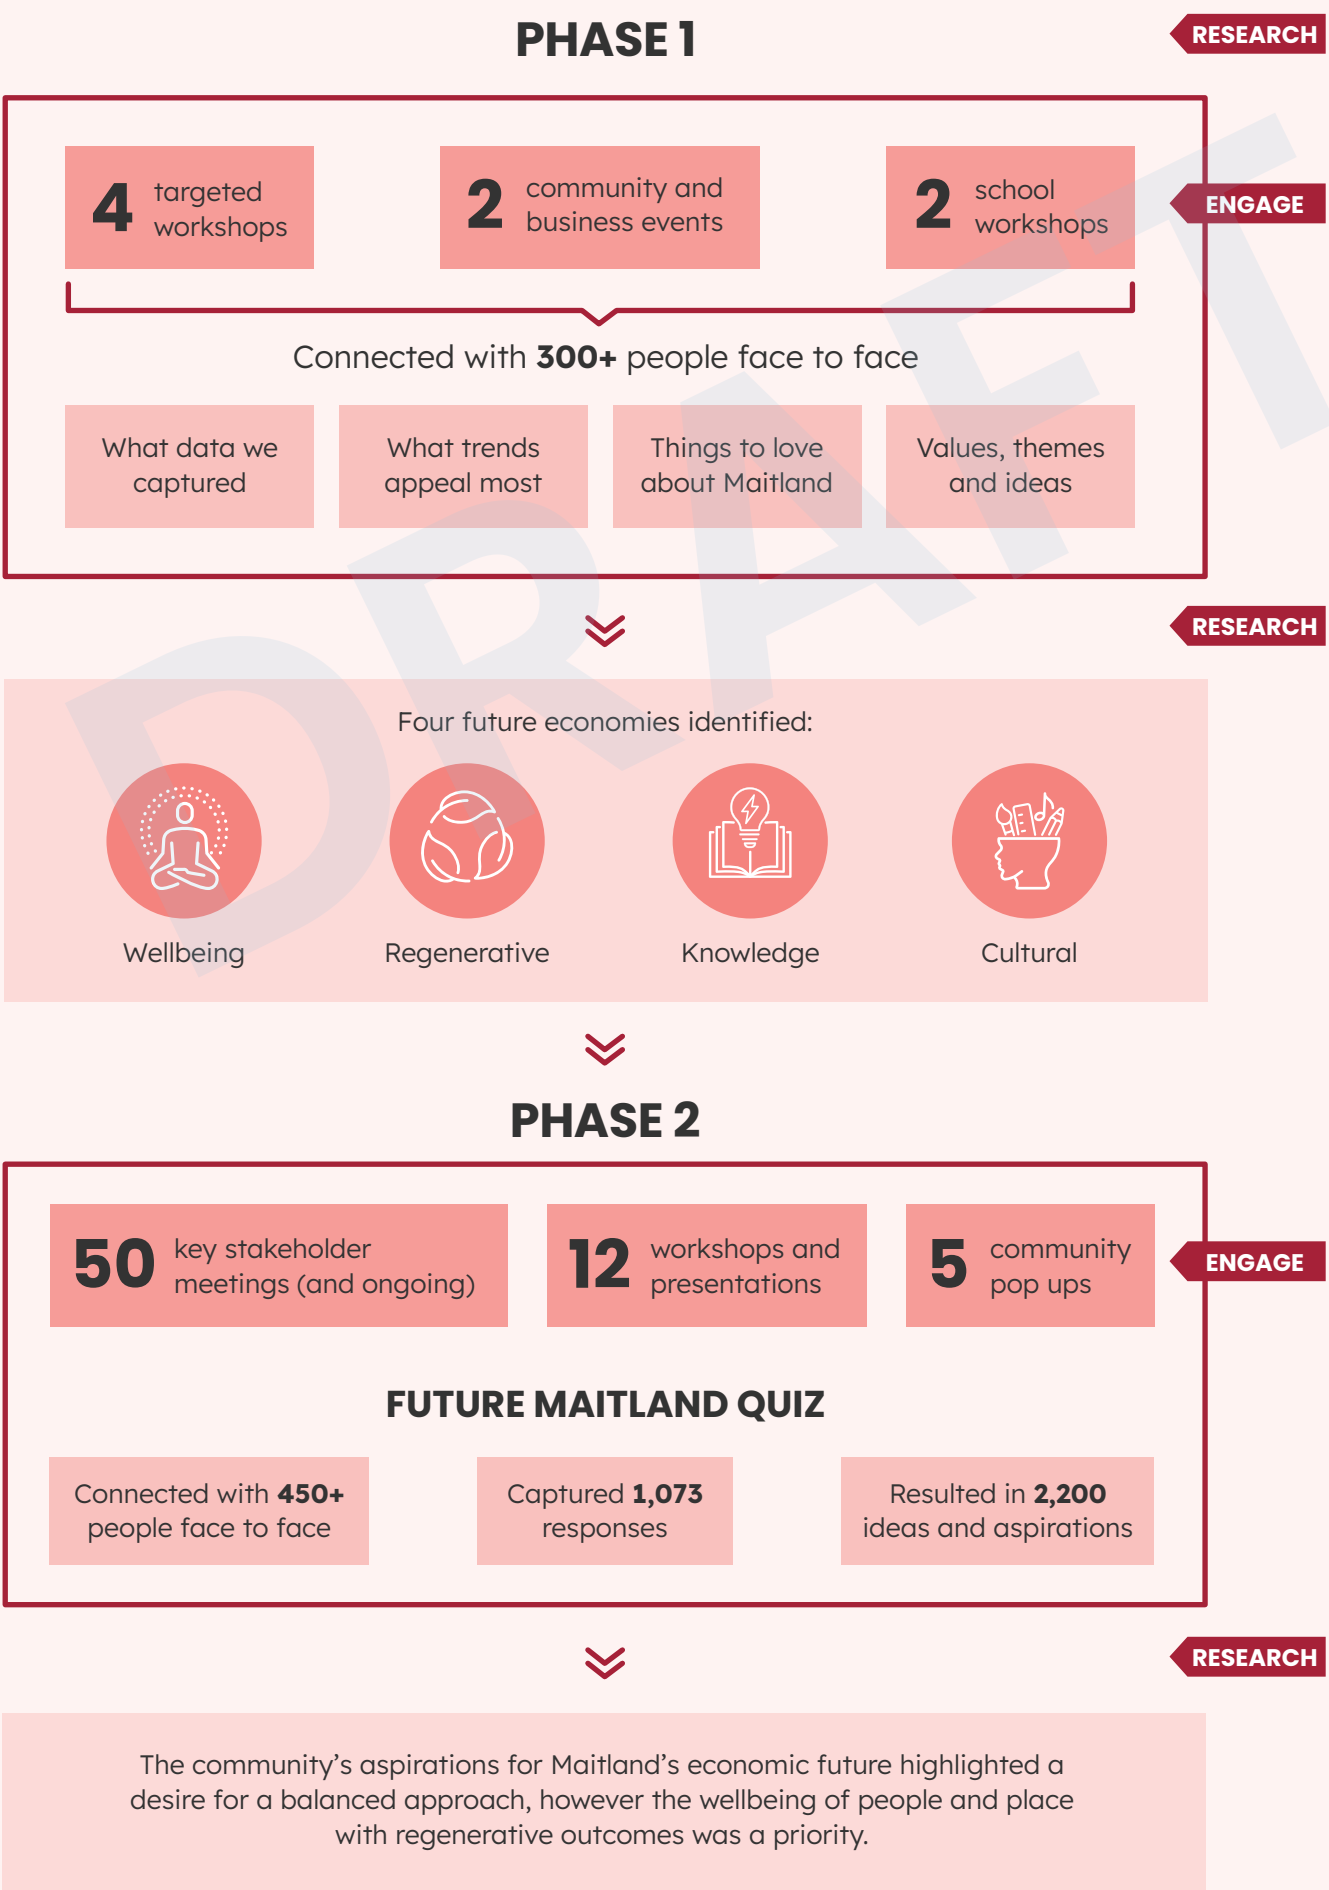 PHASE 1
RESEARCH
4 targeted
workshops
2 community and
business events
2 school
workshops
ENGAGE
Connected with 300+ people face to face
What data we
captured
What trends
appeal most
Things to love
about Maitland
Values, themes
and ideas
DRAFT
RESEARCH
Four future economies identified:
Wellbeing
Regenerative
Knowledge
Cultural
PHASE 2
50 key stakeholder
meetings (and ongoing)
12 workshops and
presentations
5 community
pop ups
ENGAGE
FUTURE MAITLAND QUIZ
Connected with 450+
people face to face
Captured 1,073
responses
Resulted in 2,200
ideas and aspirations
RESEARCH
The community’s aspirations for Maitland’s economic future highlighted a
desire for a balanced approach, however the wellbeing of people and place
with regenerative outcomes was a priority.